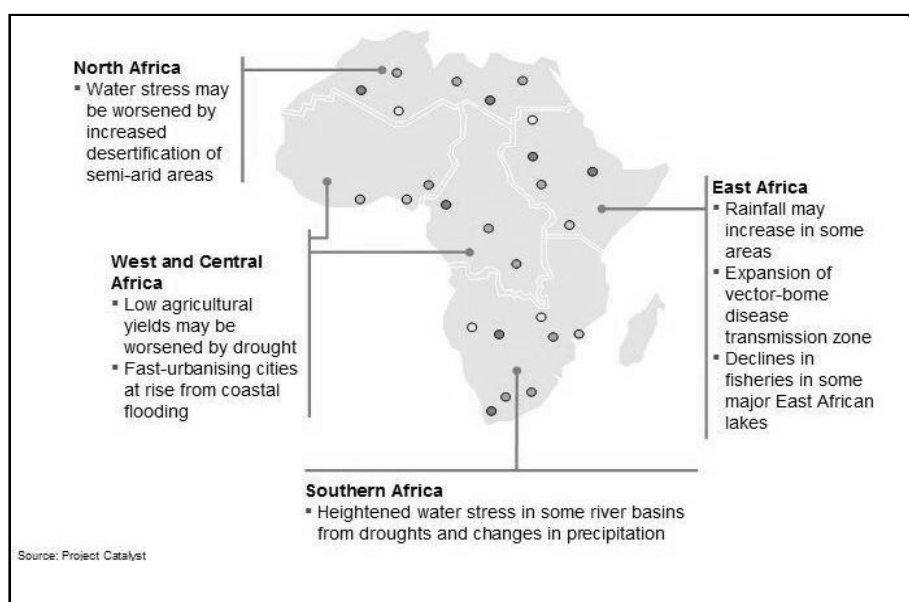 North Africa
▪ Water stress may
be worsened by
increased
desertification of
semi-arid areas
West and Central
Africa
▪ Low agricultural
yields may be
worsened by drought
▪ Fast-urbanising cities
at rise from coastal
flooding
East Africa
▪ Rainfall may
increase in some
areas
▪ Expansion of
vector-borne
disease
transmission zone
▪ Declines in
fisheries in some
major East African
lakes
Southern Africa
▪ Heightened water stress in some river basins
from droughts and changes in precipitation
Source: Project Catalyst